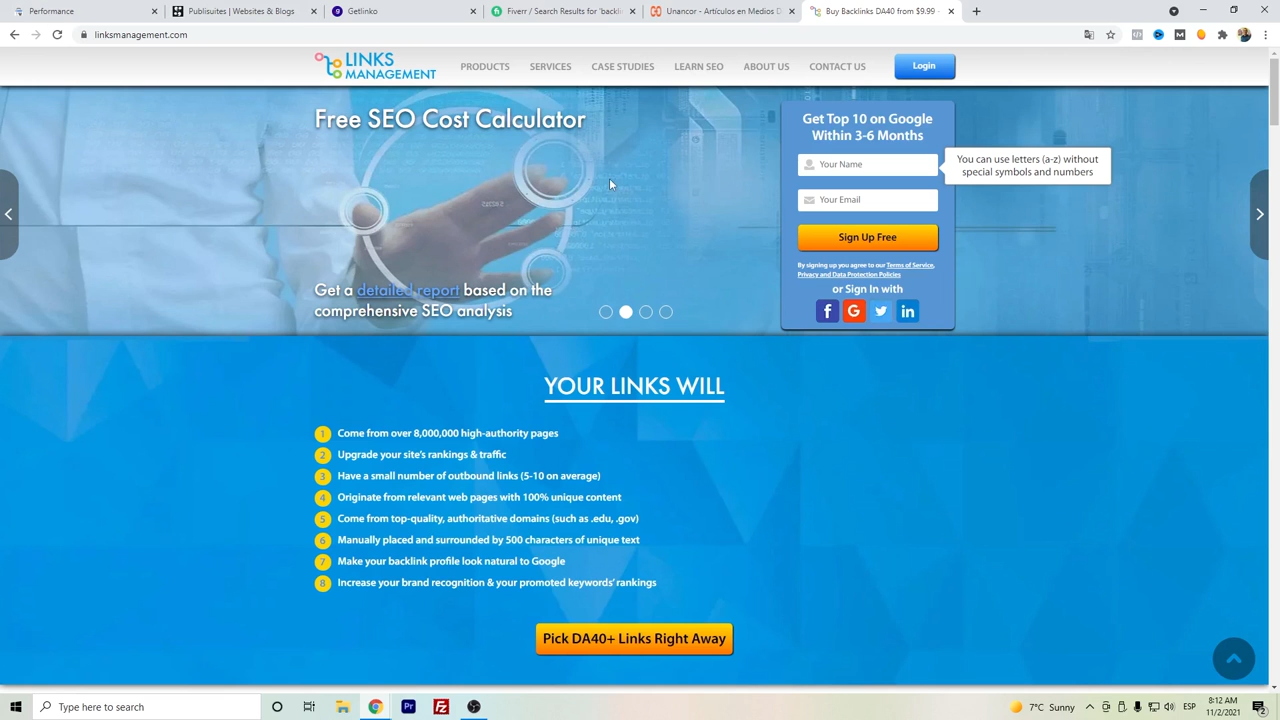 Performance
Publisuites | Websites & Blogs
Getlinko
Fiverr / Search Results for 'backli
Unancor - Artículos en Medios D
Buy Backlinks DA40 from $9.99 -
linksmanagement.com
LINKS
MANAGEMENT
PRODUCTS
SERVICES
CASE STUDIES
LEARN SEO
ABOUT US
CONTACT US
Login
Free SEO Cost Calculator
Get a detailed report based on the
comprehensive SEO analysis
Get Top 10 on Google
Within 3-6 Months
Your Name
You can use letters (a-z) without
special symbols and numbers
Your Email
Sign Up Free
By signing up you agree to our Terms of Service,
Privacy and Data Protection Policies
or Sign In with
YOUR LINKS WILL
1 Come from over 8,000,000 high-authority pages
2 Upgrade your site's rankings & traffic
3 Have a small number of outbound links (5-10 on average)
4 Originate from relevant web pages with 100% unique content
5 Come from top-quality, authoritative domains (such as .edu, .gov)
6 Manually placed and surrounded by 500 characters of unique text
7 Make your backlink profile look natural to Google
8 Increase your brand recognition & your promoted keywords' rankings
Pick DA40+ Links Right Away
Type here to search
7°C Sunny
ESP
8:12 AM
11/2/2021
2